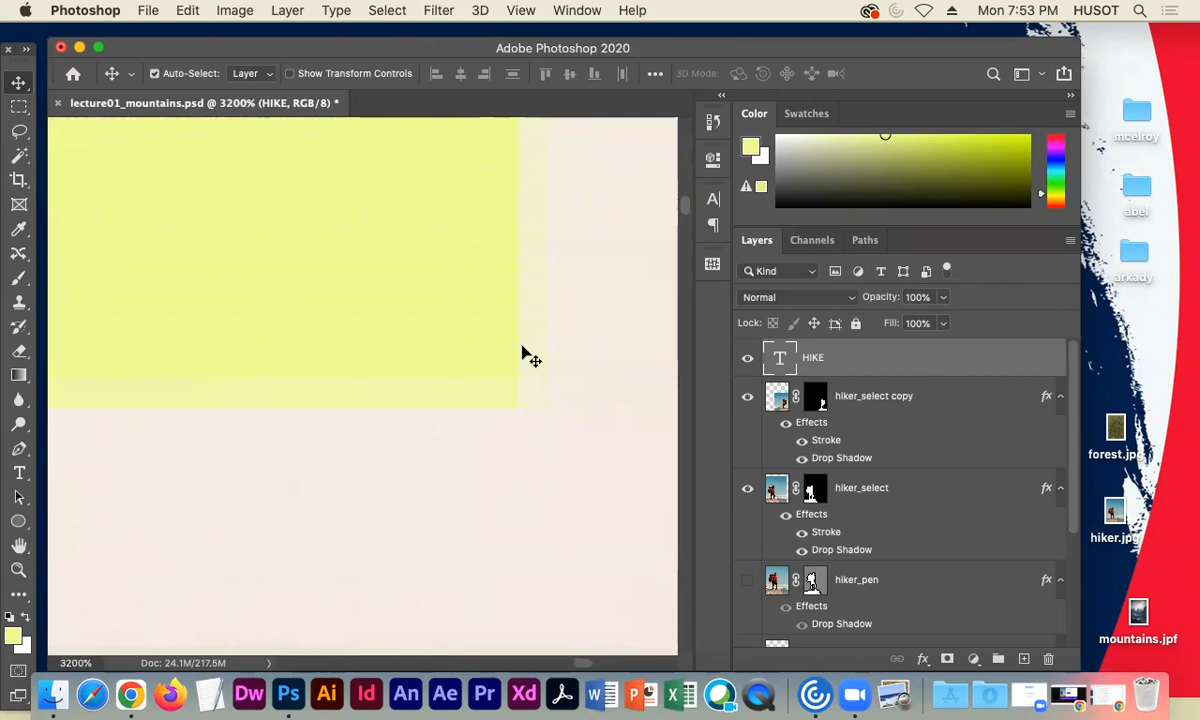 Photoshop File Edit Image Layer Type Select Filter 3D View Window Help Mon 7:53 PM HUSOT
Adobe Photoshop 2020
Auto-Select: Layer Show Transform Controls 3D Mode:
lecture01_mountains.psd @ 3200% (HIKE, RGB/8) *
Color Swatches
Layers Channels Paths
Kind
Normal Opacity: 100%
Lock: Fill: 100%
HIKE
hiker_select copy fx
Effects
Stroke
Drop Shadow
hiker_select fx
Effects
Stroke
Drop Shadow
hiker_pen fx
Effects
Drop Shadow
3200% Doc: 24.1M/217.5M
fx
mcelroy
abel
arkady
forest.jpg
hiker.jpg
mountains.jpf
Dw Ps Ai Id An Ae Pr Xd W P X